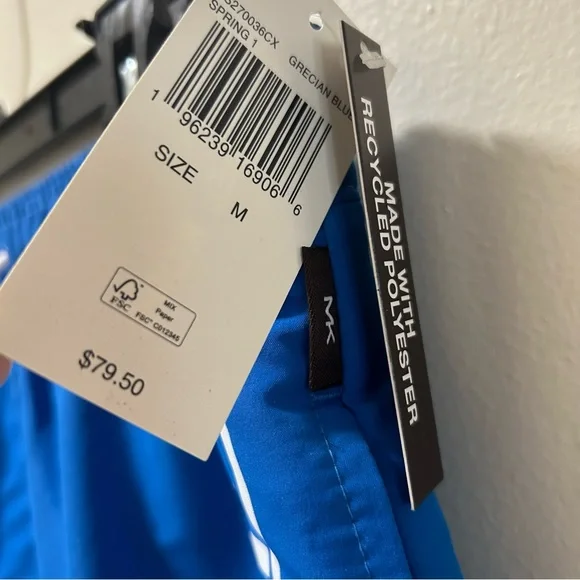 S270036CX
SPRING 1
GRECIAN BLUE
1 96239 16906 6
SIZE
M
MIX
Paper
FSC
FSC® C012345
$79.50
MK
MADE WITH
RECYCLED POLYESTER